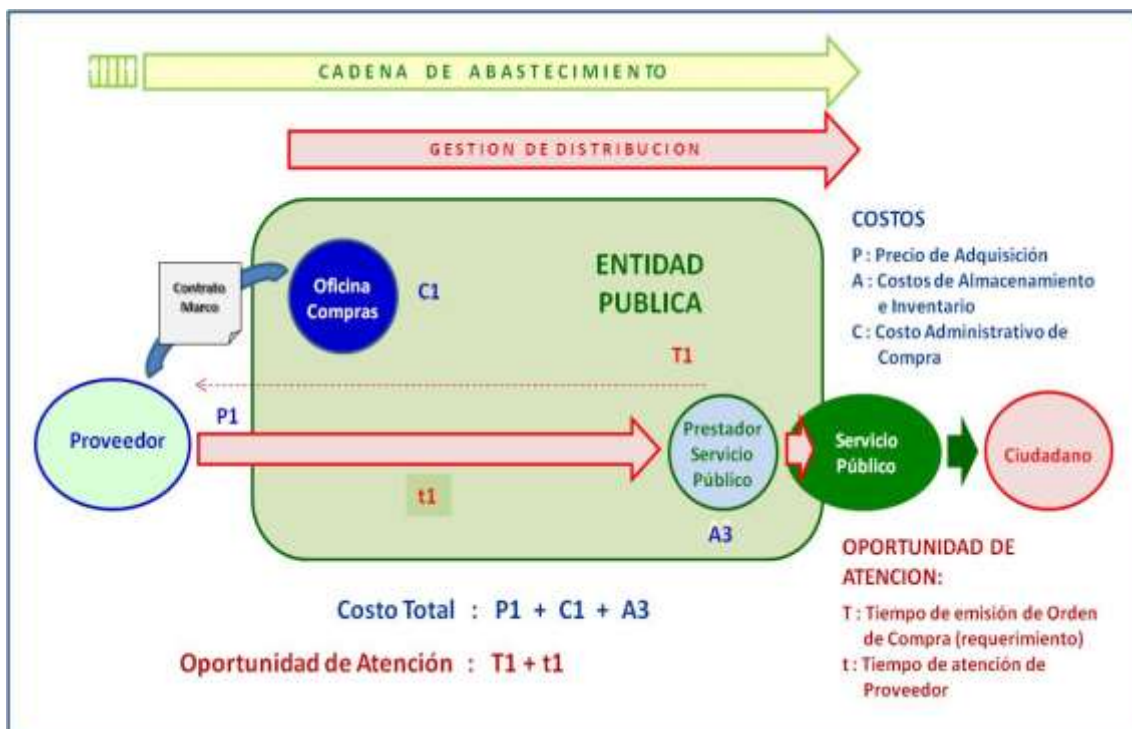 CADENA DE ABASTECIMIENTO
GESTION DE DISTRIBUCION
Contrato
Marco
Oficina
Compras
C1
ENTIDAD
PUBLICA
T1
COSTOS
P : Precio de Adquisición
A : Costos de Almacenamiento
e Inventario
C : Costo Administrativo de
Compra
Proveedor
P1
t1
Prestador
Servicio
Público
A3
Servicio
Público
Ciudadano
Costo Total : P1 + C1 + A3
Oportunidad de Atención : T1 + t1
OPORTUNIDAD DE
ATENCION:
T : Tiempo de emisión de Orden
de Compra (requerimiento)
t : Tiempo de atención de
Proveedor